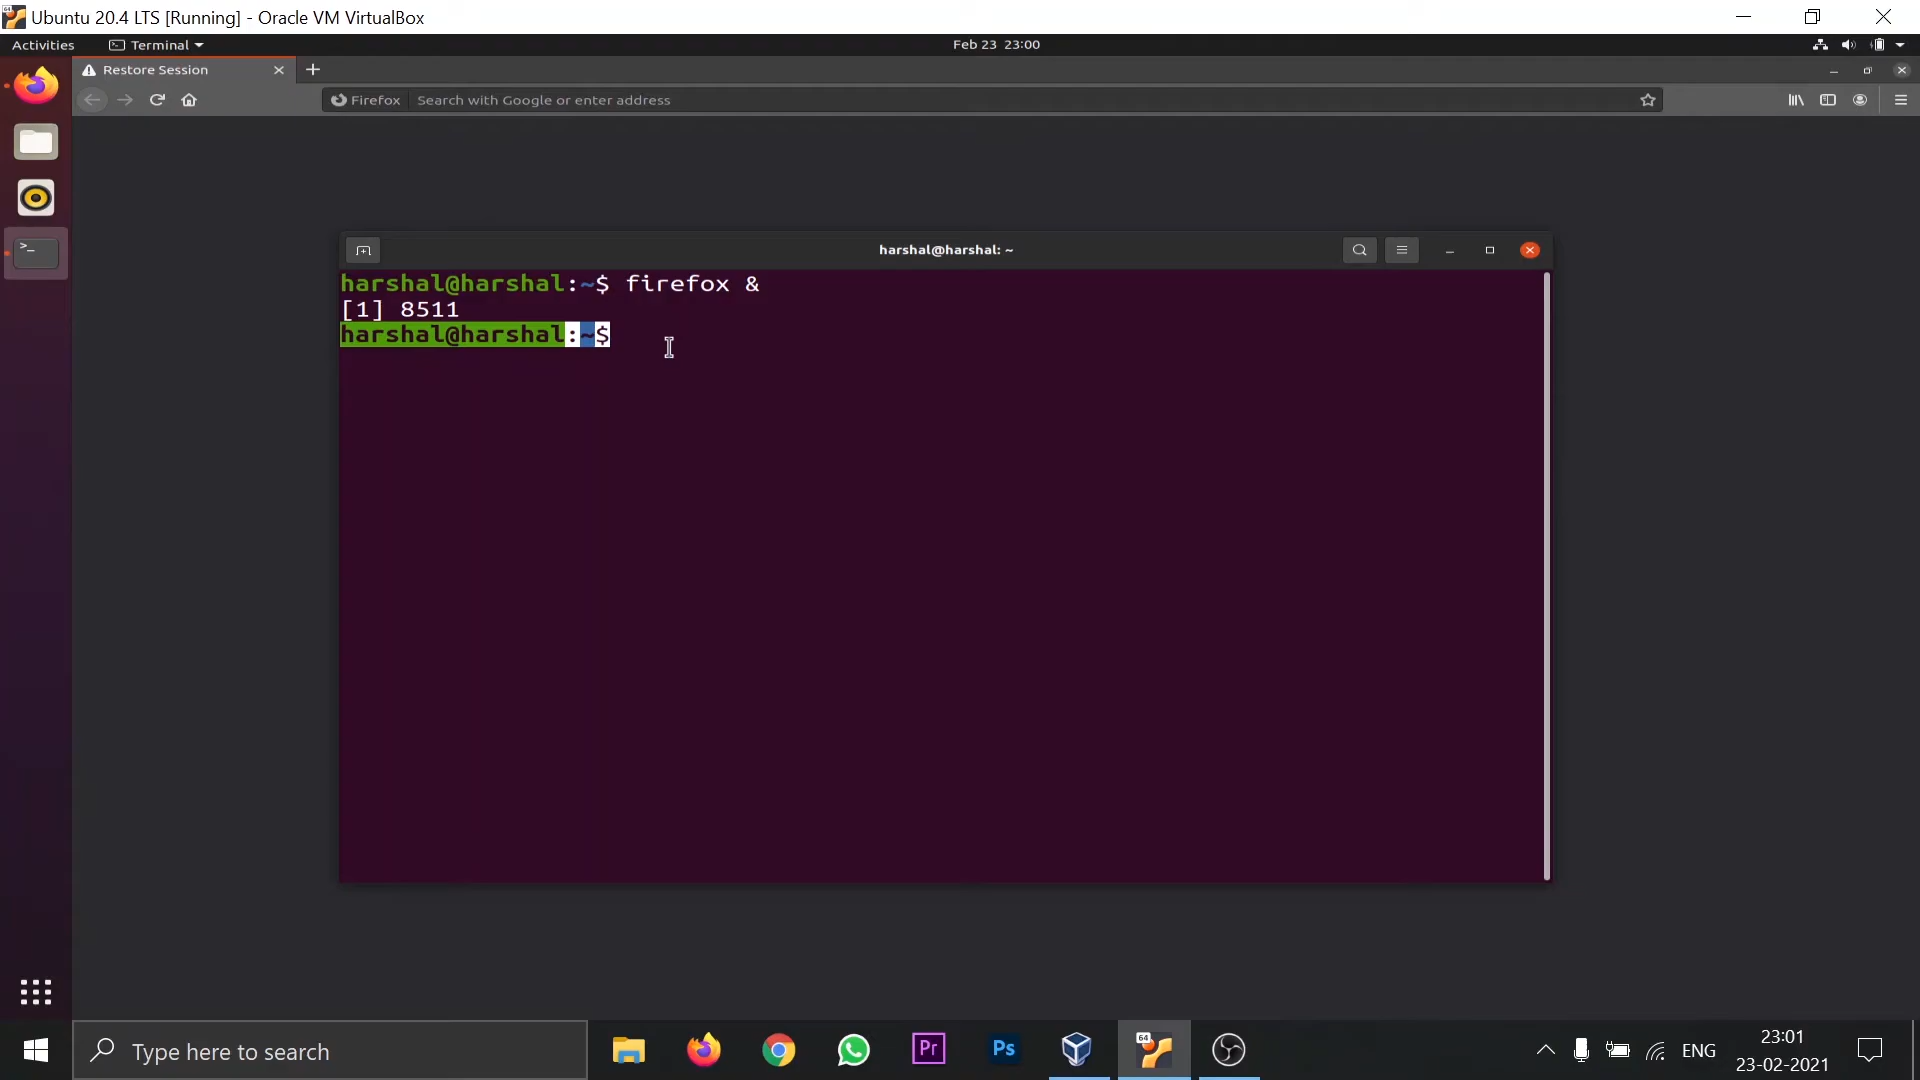 Ubuntu 20.4 LTS [Running] - Oracle VM VirtualBox
Activities
Terminal
Feb 23 23:00
Restore Session
Firefox
Search with Google or enter address
harshal@harshal: ~
harshal@harshal:~$ firefox &
[1] 8511
harshal@harshal:~$
Type here to search
Pr
Ps
64
ENG
23:01
23-02-2021